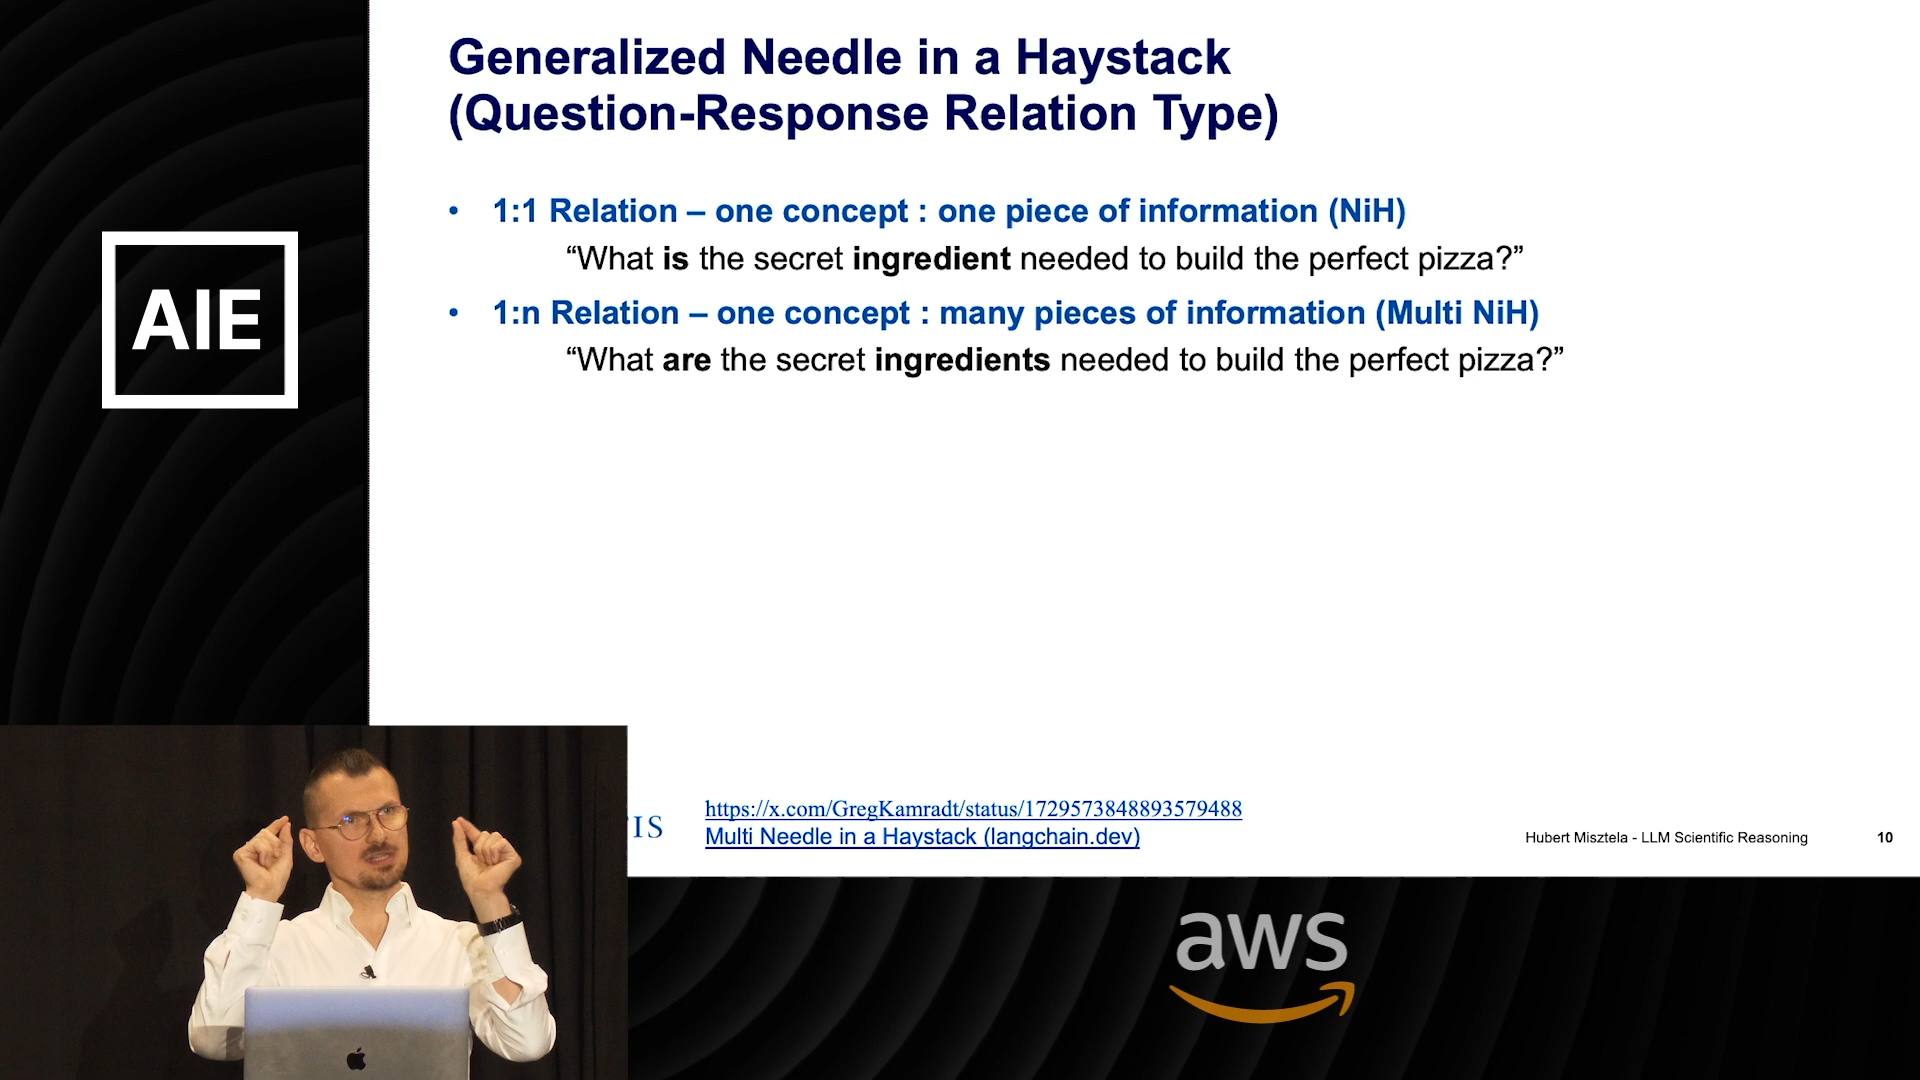 Generalized Needle in a Haystack
(Question-Response Relation Type)
• 1:1 Relation – one concept : one piece of information (NiH)
“What is the secret ingredient needed to build the perfect pizza?”
• 1:n Relation – one concept : many pieces of information (Multi NiH)
“What are the secret ingredients needed to build the perfect pizza?”
AIE
https://x.com/GregKamradt/status/1729573848893579488
Multi Needle in a Haystack (langchain.dev)
Hubert Misztela - LLM Scientific Reasoning 10
aws